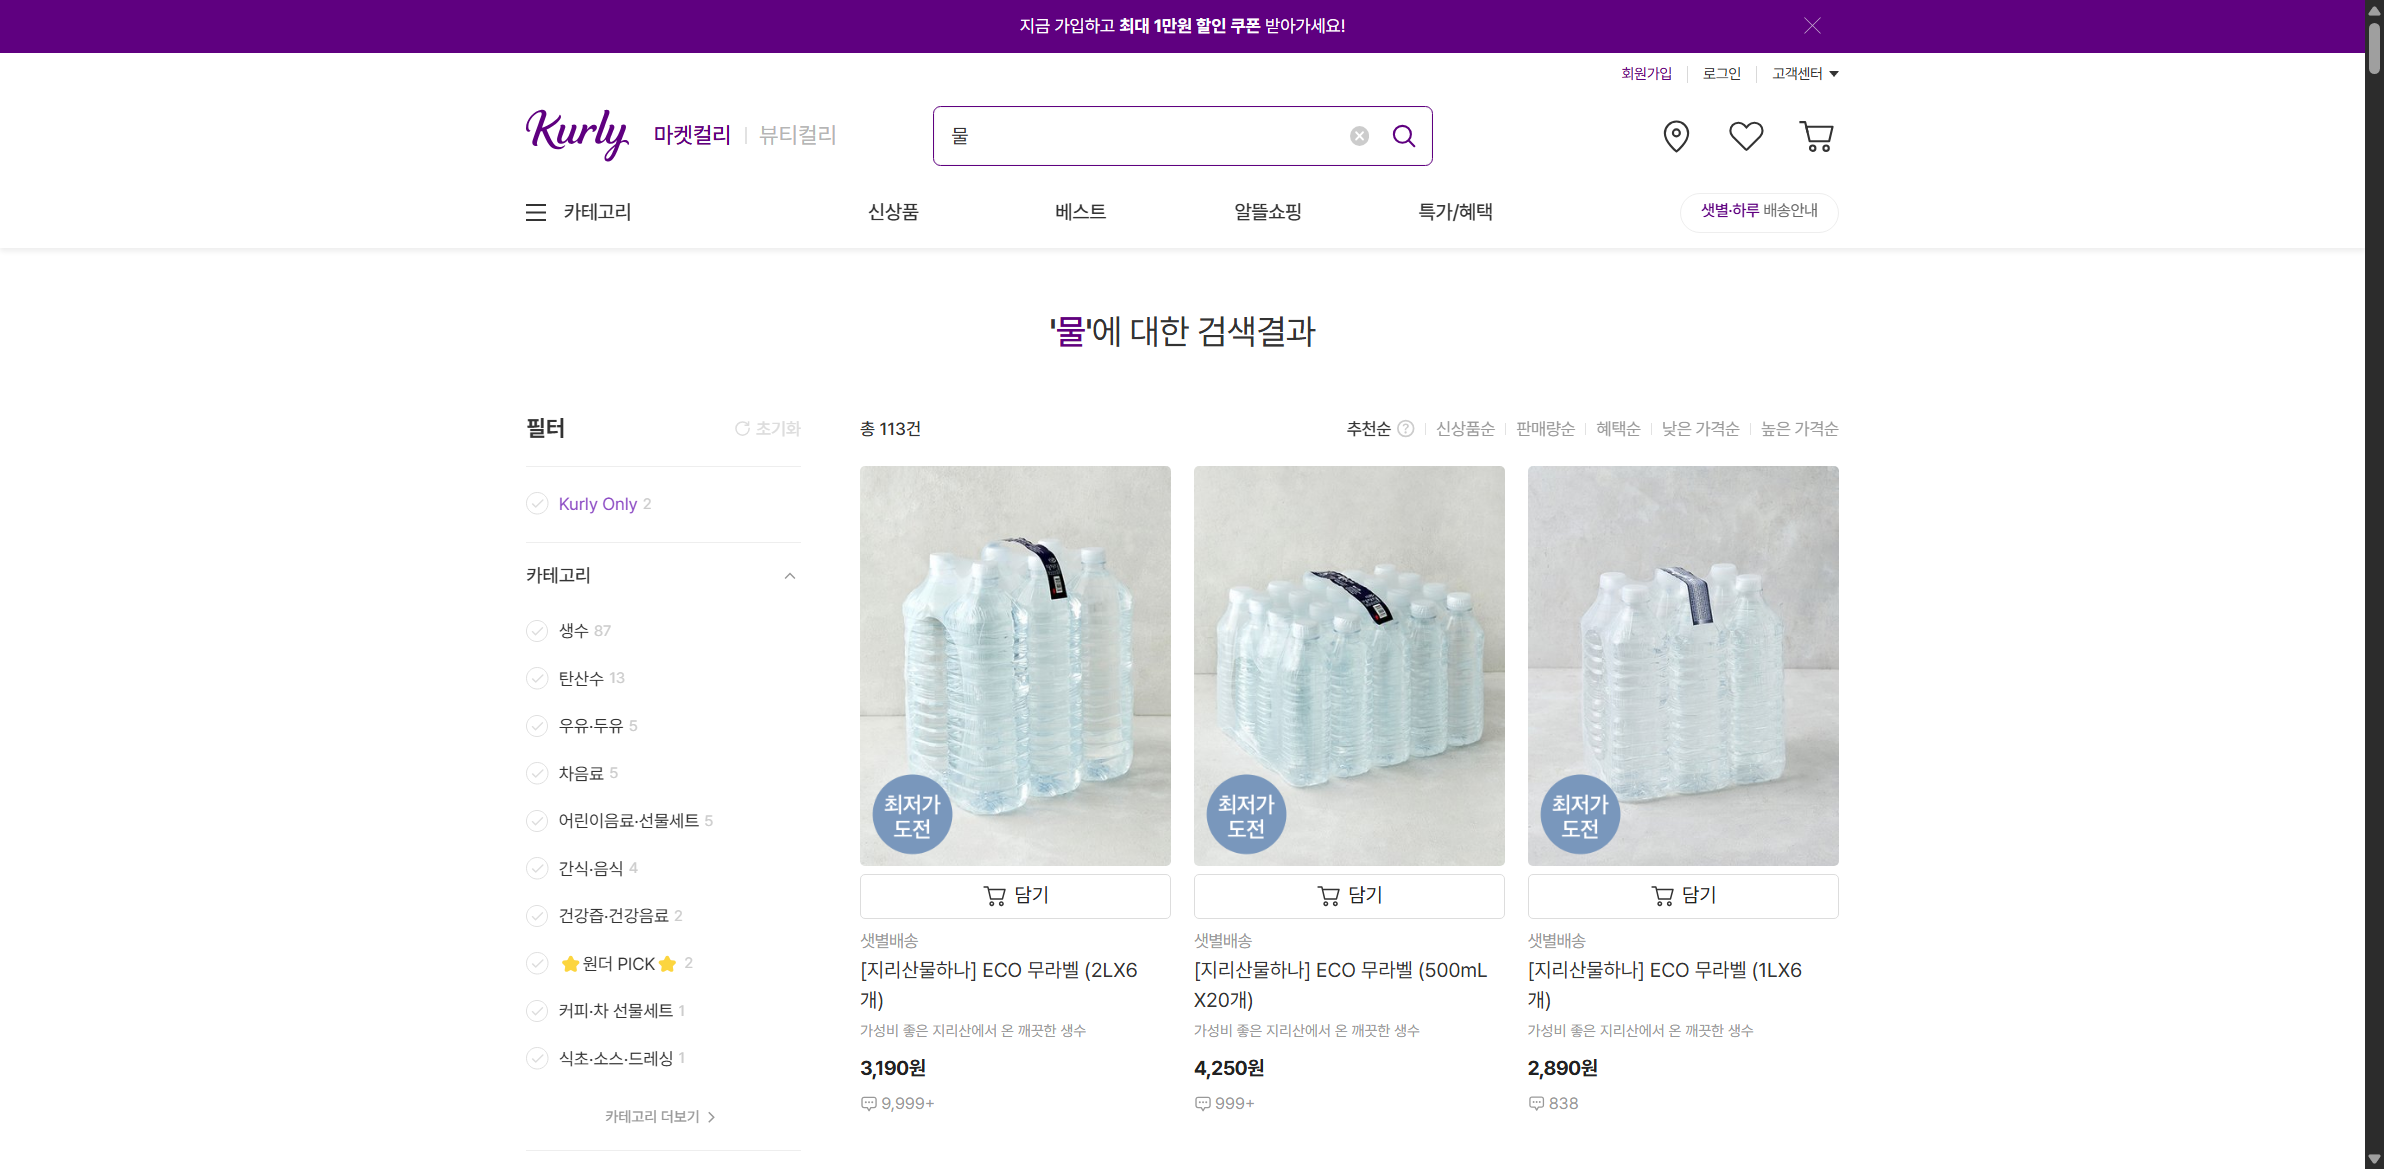 지금 가입하고 최대 1만원 할인 쿠폰 받아가세요!
회원가입
로그인
고객센터
Kurly
마켓컬리
뷰티컬리
물
카테고리
신상품
베스트
알뜰쇼핑
특가/혜택
샛별·하루 배송안내
'물'에 대한 검색결과
필터
초기화
Kurly Only 2
카테고리
생수 87
탄산수 13
우유·두유 5
차음료 5
어린이음료·선물세트 5
간식·음식 4
건강즙·건강음료 2
⭐원더 PICK⭐ 2
커피·차 선물세트 1
식초·소스·드레싱 1
카테고리 더보기
총 113건
추천순
신상품순
판매량순
혜택순
낮은 가격순
높은 가격순
최저가
도전
담기
샛별배송
[지리산물하나] ECO 무라벨 (2LX6
개)
가성비 좋은 지리산에서 온 깨끗한 생수
3,190원
9,999+
최저가
도전
담기
샛별배송
[지리산물하나] ECO 무라벨 (500mL
X20개)
가성비 좋은 지리산에서 온 깨끗한 생수
4,250원
999+
최저가
도전
담기
샛별배송
[지리산물하나] ECO 무라벨 (1LX6
개)
가성비 좋은 지리산에서 온 깨끗한 생수
2,890원
838